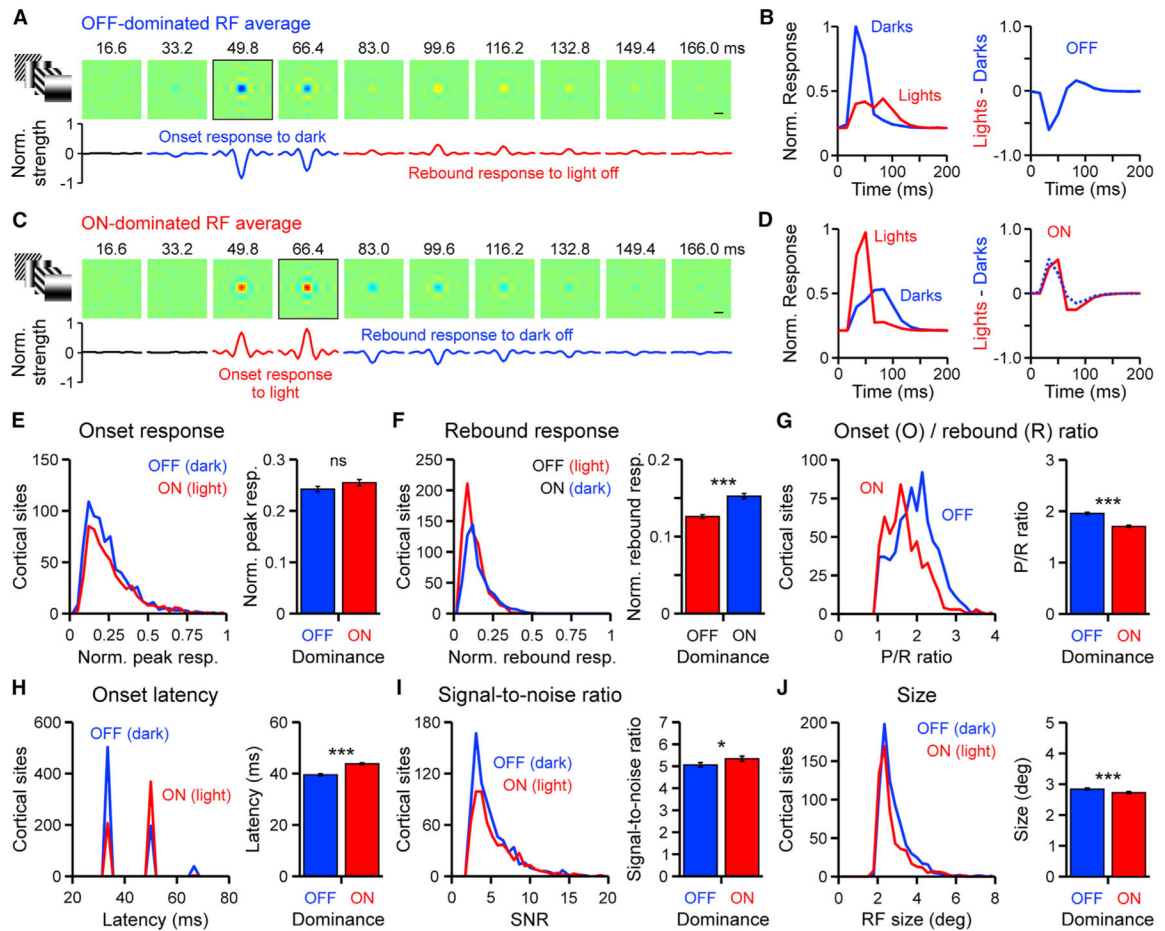 A OFF-dominated RF average
16.6 33.2 49.8 66.4 83.0 99.6 116.2 132.8 149.4 166.0 ms
Norm. strength
1
0
-1
Onset response to dark
Rebound response to light off
B
Norm. Response
1
0.5
0
Darks
Lights
0 100 200
Time (ms)
Lights - Darks
1.0
0
-1.0
OFF
0 100 200
Time (ms)
C ON-dominated RF average
16.6 33.2 49.8 66.4 83.0 99.6 116.2 132.8 149.4 166.0 ms
Norm. strength
1
0
-1
Onset response to light
Rebound response to dark off
D
Norm. Response
1
0.5
0
Lights
Darks
0 100 200
Time (ms)
Lights - Darks
1.0
0
-1.0
ON
0 100 200
Time (ms)
E Onset response
Cortical sites
150
100
50
0
OFF (dark)
ON (light)
0 0.25 0.5 0.75 1
Norm. peak resp.
Norm. peak resp.
0.3
0.2
0.1
0
ns
OFF ON
Dominance
F Rebound response
Cortical sites
250
200
150
100
50
0
OFF (light)
ON (dark)
0 0.25 0.5 0.75 1
Norm. rebound resp.
Norm. rebound resp.
0.2
0.15
0.1
0
***
OFF ON
Dominance
G Onset (O) / rebound (R) ratio
Cortical sites
100
75
50
25
0
ON
OFF
0 1 2 3 4
P/R ratio
P/R ratio
3
2
1
0
***
OFF ON
Dominance
H Onset latency
Cortical sites
600
400
200
0
OFF (dark)
ON (light)
20 40 60 80
Latency (ms)
Latency (ms)
60
40
20
0
***
OFF ON
Dominance
I Signal-to-noise ratio
Cortical sites
180
120
60
0
OFF (dark)
ON (light)
0 5 10 15 20
SNR
Signal-to-noise ratio
7
6
5
4
3
2
1
0
*
OFF ON
Dominance
J Size
Cortical sites
200
150
100
50
0
OFF (dark)
ON (light)
0 2 4 6 8
RF size (deg)
Size (deg)
5
4
3
2
1
0
***
OFF ON
Dominance